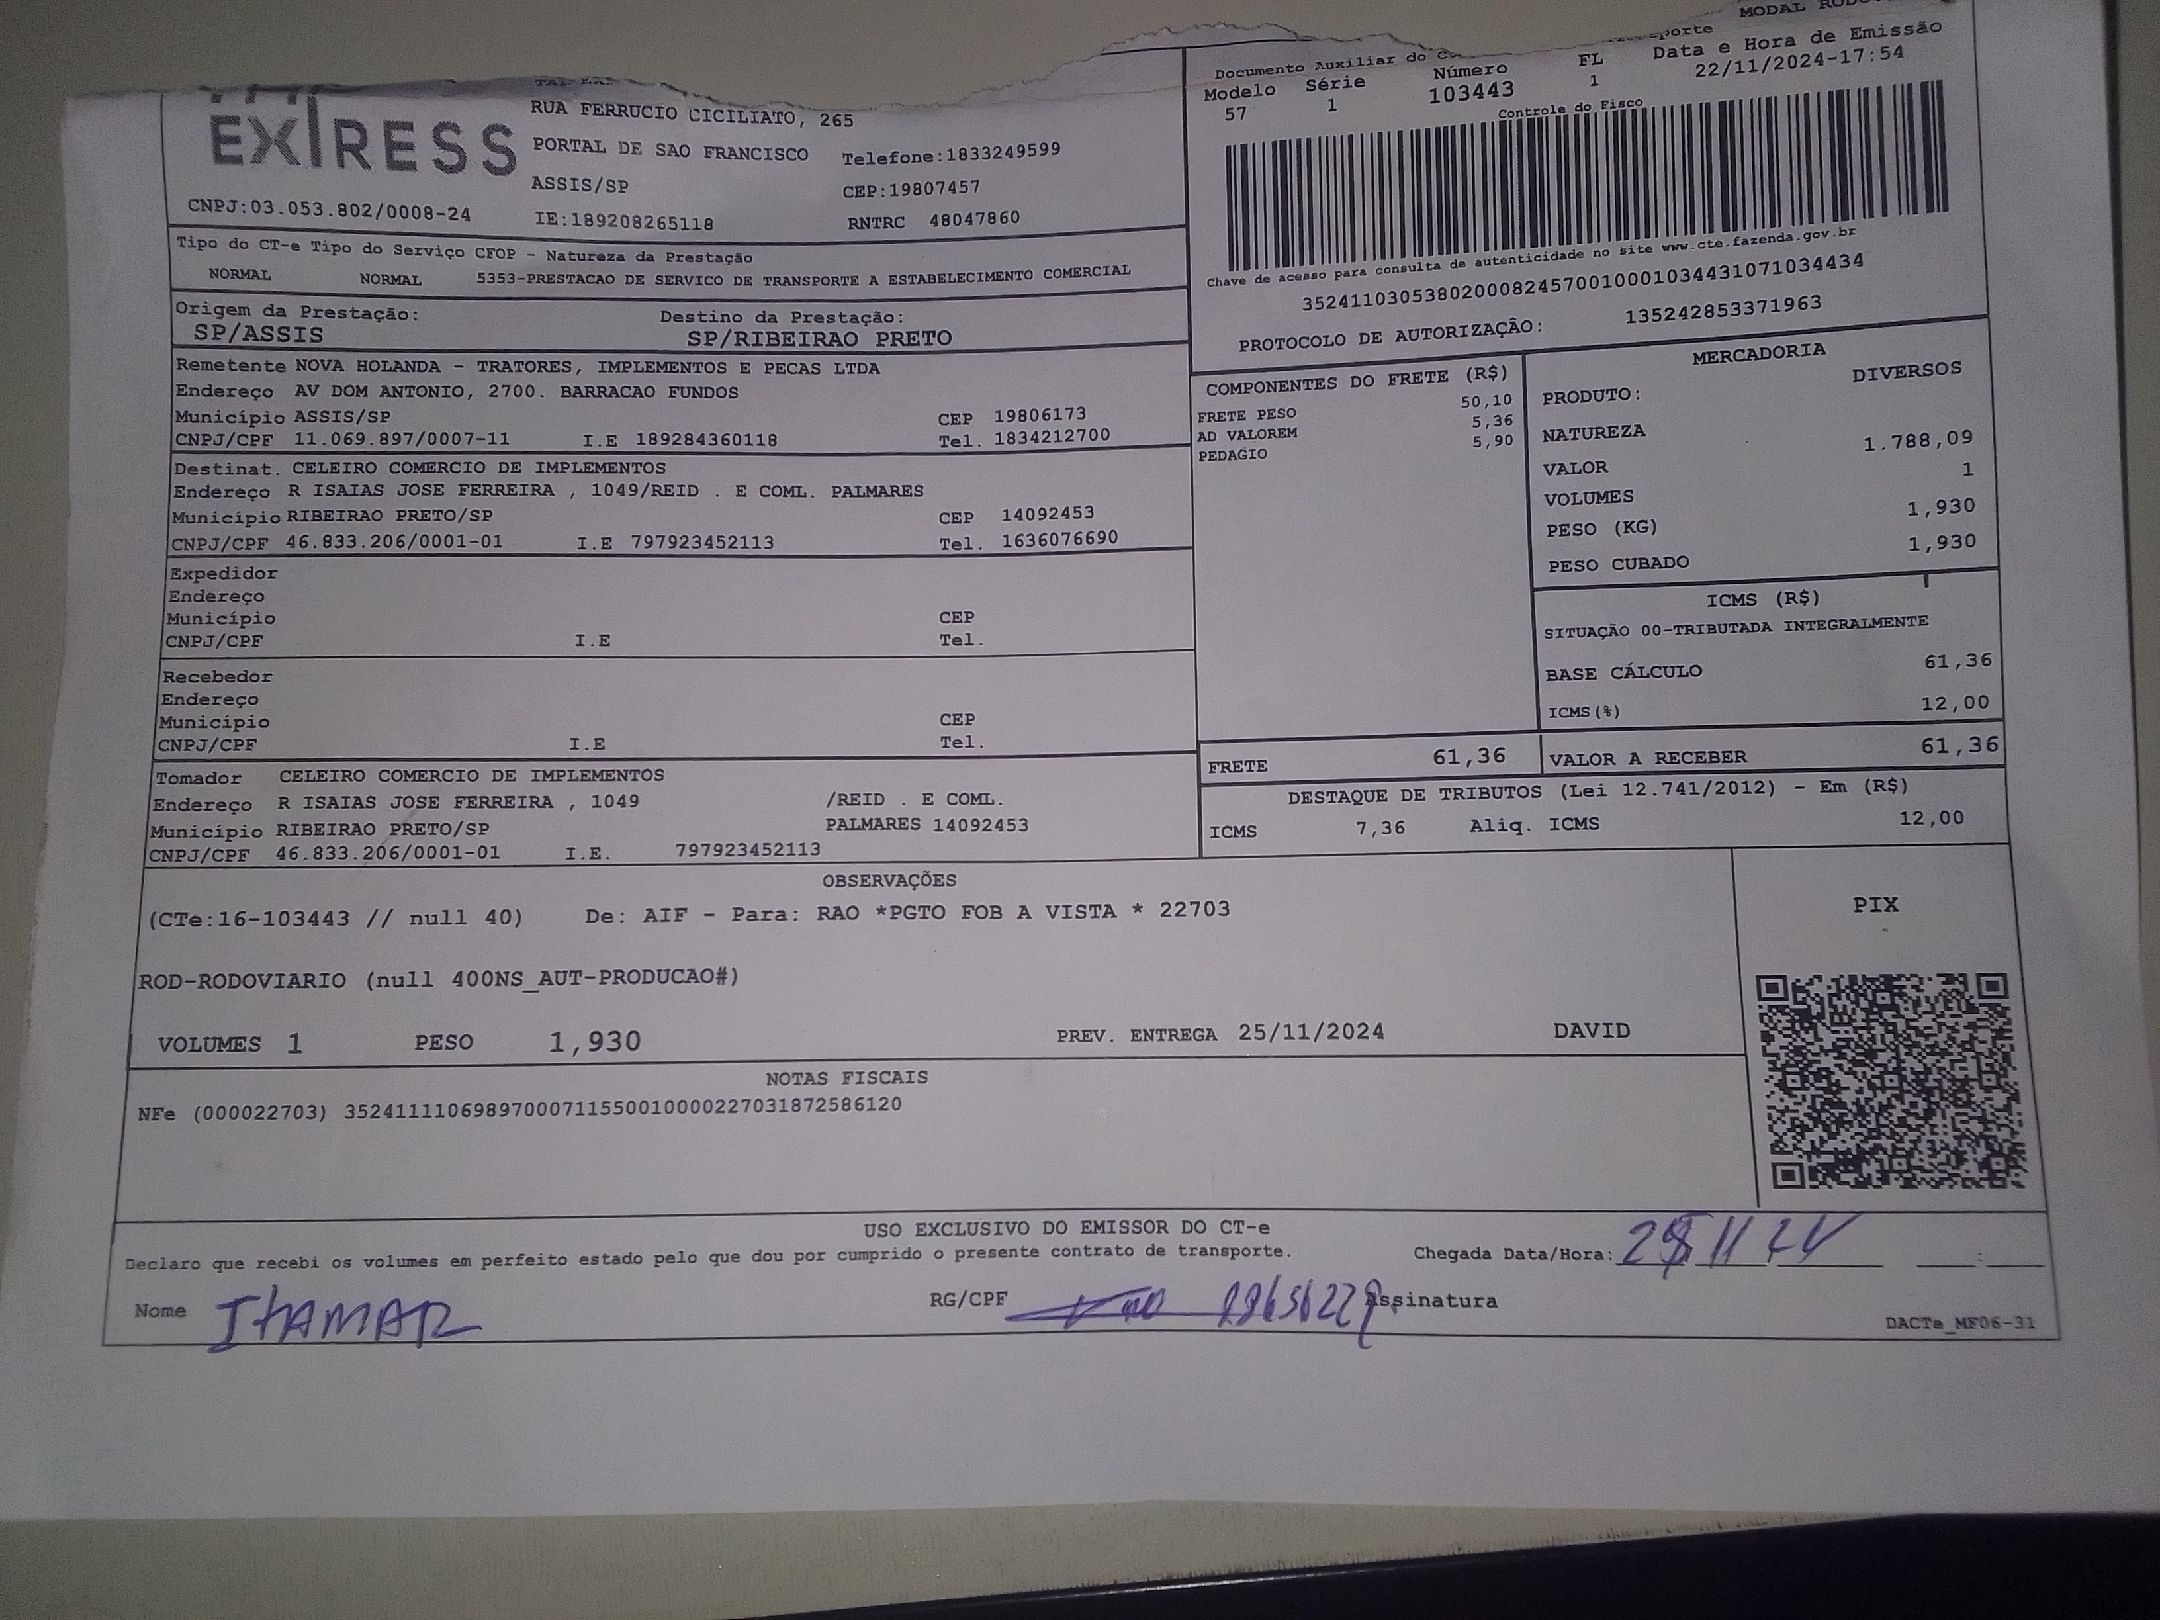 MODAL
Documento Auxiliar do
Modelo Série Número FL Data e Hora de Emissão
57 1 103443 1 22/11/2024-17:54
Controle do Fisco
EXPRESS
RUA FERRUCIO CICILIATO, 265
PORTAL DE SAO FRANCISCO Telefone:1833249599
ASSIS/SP CEP:19807457
CNPJ:03.053.802/0008-24 IE:189208265118 RNTRC 48047860
Chave de acesso para consulta de autenticidade no site www.cte.fazenda.gov.br
35241103053802000824570010001034431071034434
PROTOCOLO DE AUTORIZAÇÃO: 135242853371963
Tipo do CT-e Tipo do Serviço CFOP - Natureza da Prestação
NORMAL NORMAL 5353-PRESTACAO DE SERVICO DE TRANSPORTE A ESTABELECIMENTO COMERCIAL
Origem da Prestação: Destino da Prestação:
SP/ASSIS SP/RIBEIRAO PRETO
Remetente NOVA HOLANDA - TRATORES, IMPLEMENTOS E PECAS LTDA
Endereço AV DOM ANTONIO, 2700. BARRACAO FUNDOS
Município ASSIS/SP CEP 19806173
CNPJ/CPF 11.069.897/0007-11 I.E 189284360118 Tel. 1834212700
Destinat. CELEIRO COMERCIO DE IMPLEMENTOS
Endereço R ISAIAS JOSE FERREIRA , 1049/REID . E COML. PALMARES
Município RIBEIRAO PRETO/SP CEP 14092453
CNPJ/CPF 46.833.206/0001-01 I.E 797923452113 Tel. 1636076690
Expedidor
Endereço
Município CEP
CNPJ/CPF I.E Tel.
Recebedor
Endereço
Município CEP
CNPJ/CPF I.E Tel.
Tomador CELEIRO COMERCIO DE IMPLEMENTOS
Endereço R ISAIAS JOSE FERREIRA , 1049 /REID . E COML.
Município RIBEIRAO PRETO/SP PALMARES 14092453
CNPJ/CPF 46.833.206/0001-01 I.E. 797923452113
COMPONENTES DO FRETE (R$)
FRETE PESO 50,10
AD VALOREM 5,36
PEDAGIO 5,90
MERCADORIA
PRODUTO: DIVERSOS
NATUREZA
VALOR 1.788,09
VOLUMES 1
PESO (KG) 1,930
PESO CUBADO 1,930
ICMS (R$)
SITUAÇÃO 00-TRIBUTADA INTEGRALMENTE
BASE CÁLCULO 61,36
ICMS(%) 12,00
FRETE 61,36 VALOR A RECEBER 61,36
DESTAQUE DE TRIBUTOS (Lei 12.741/2012) - Em (R$)
ICMS 7,36 Aliq. ICMS 12,00
OBSERVAÇÕES
(CTe:16-103443 // null 40) De: AIF - Para: RAO *PGTO FOB A VISTA * 22703
PIX
ROD-RODOVIARIO (null 400NS_AUT-PRODUCAO#)
VOLUMES 1 PESO 1,930 PREV. ENTREGA 25/11/2024 DAVID
NOTAS FISCAIS
NFe (000022703) 35241111069897000711550010000227031872586120
USO EXCLUSIVO DO EMISSOR DO CT-e
Declaro que recebi os volumes em perfeito estado pelo que dou por cumprido o presente contrato de transporte. Chegada Data/Hora:
Nome ITAMAR RG/CPF Assinatura
DACTe_MF06-31